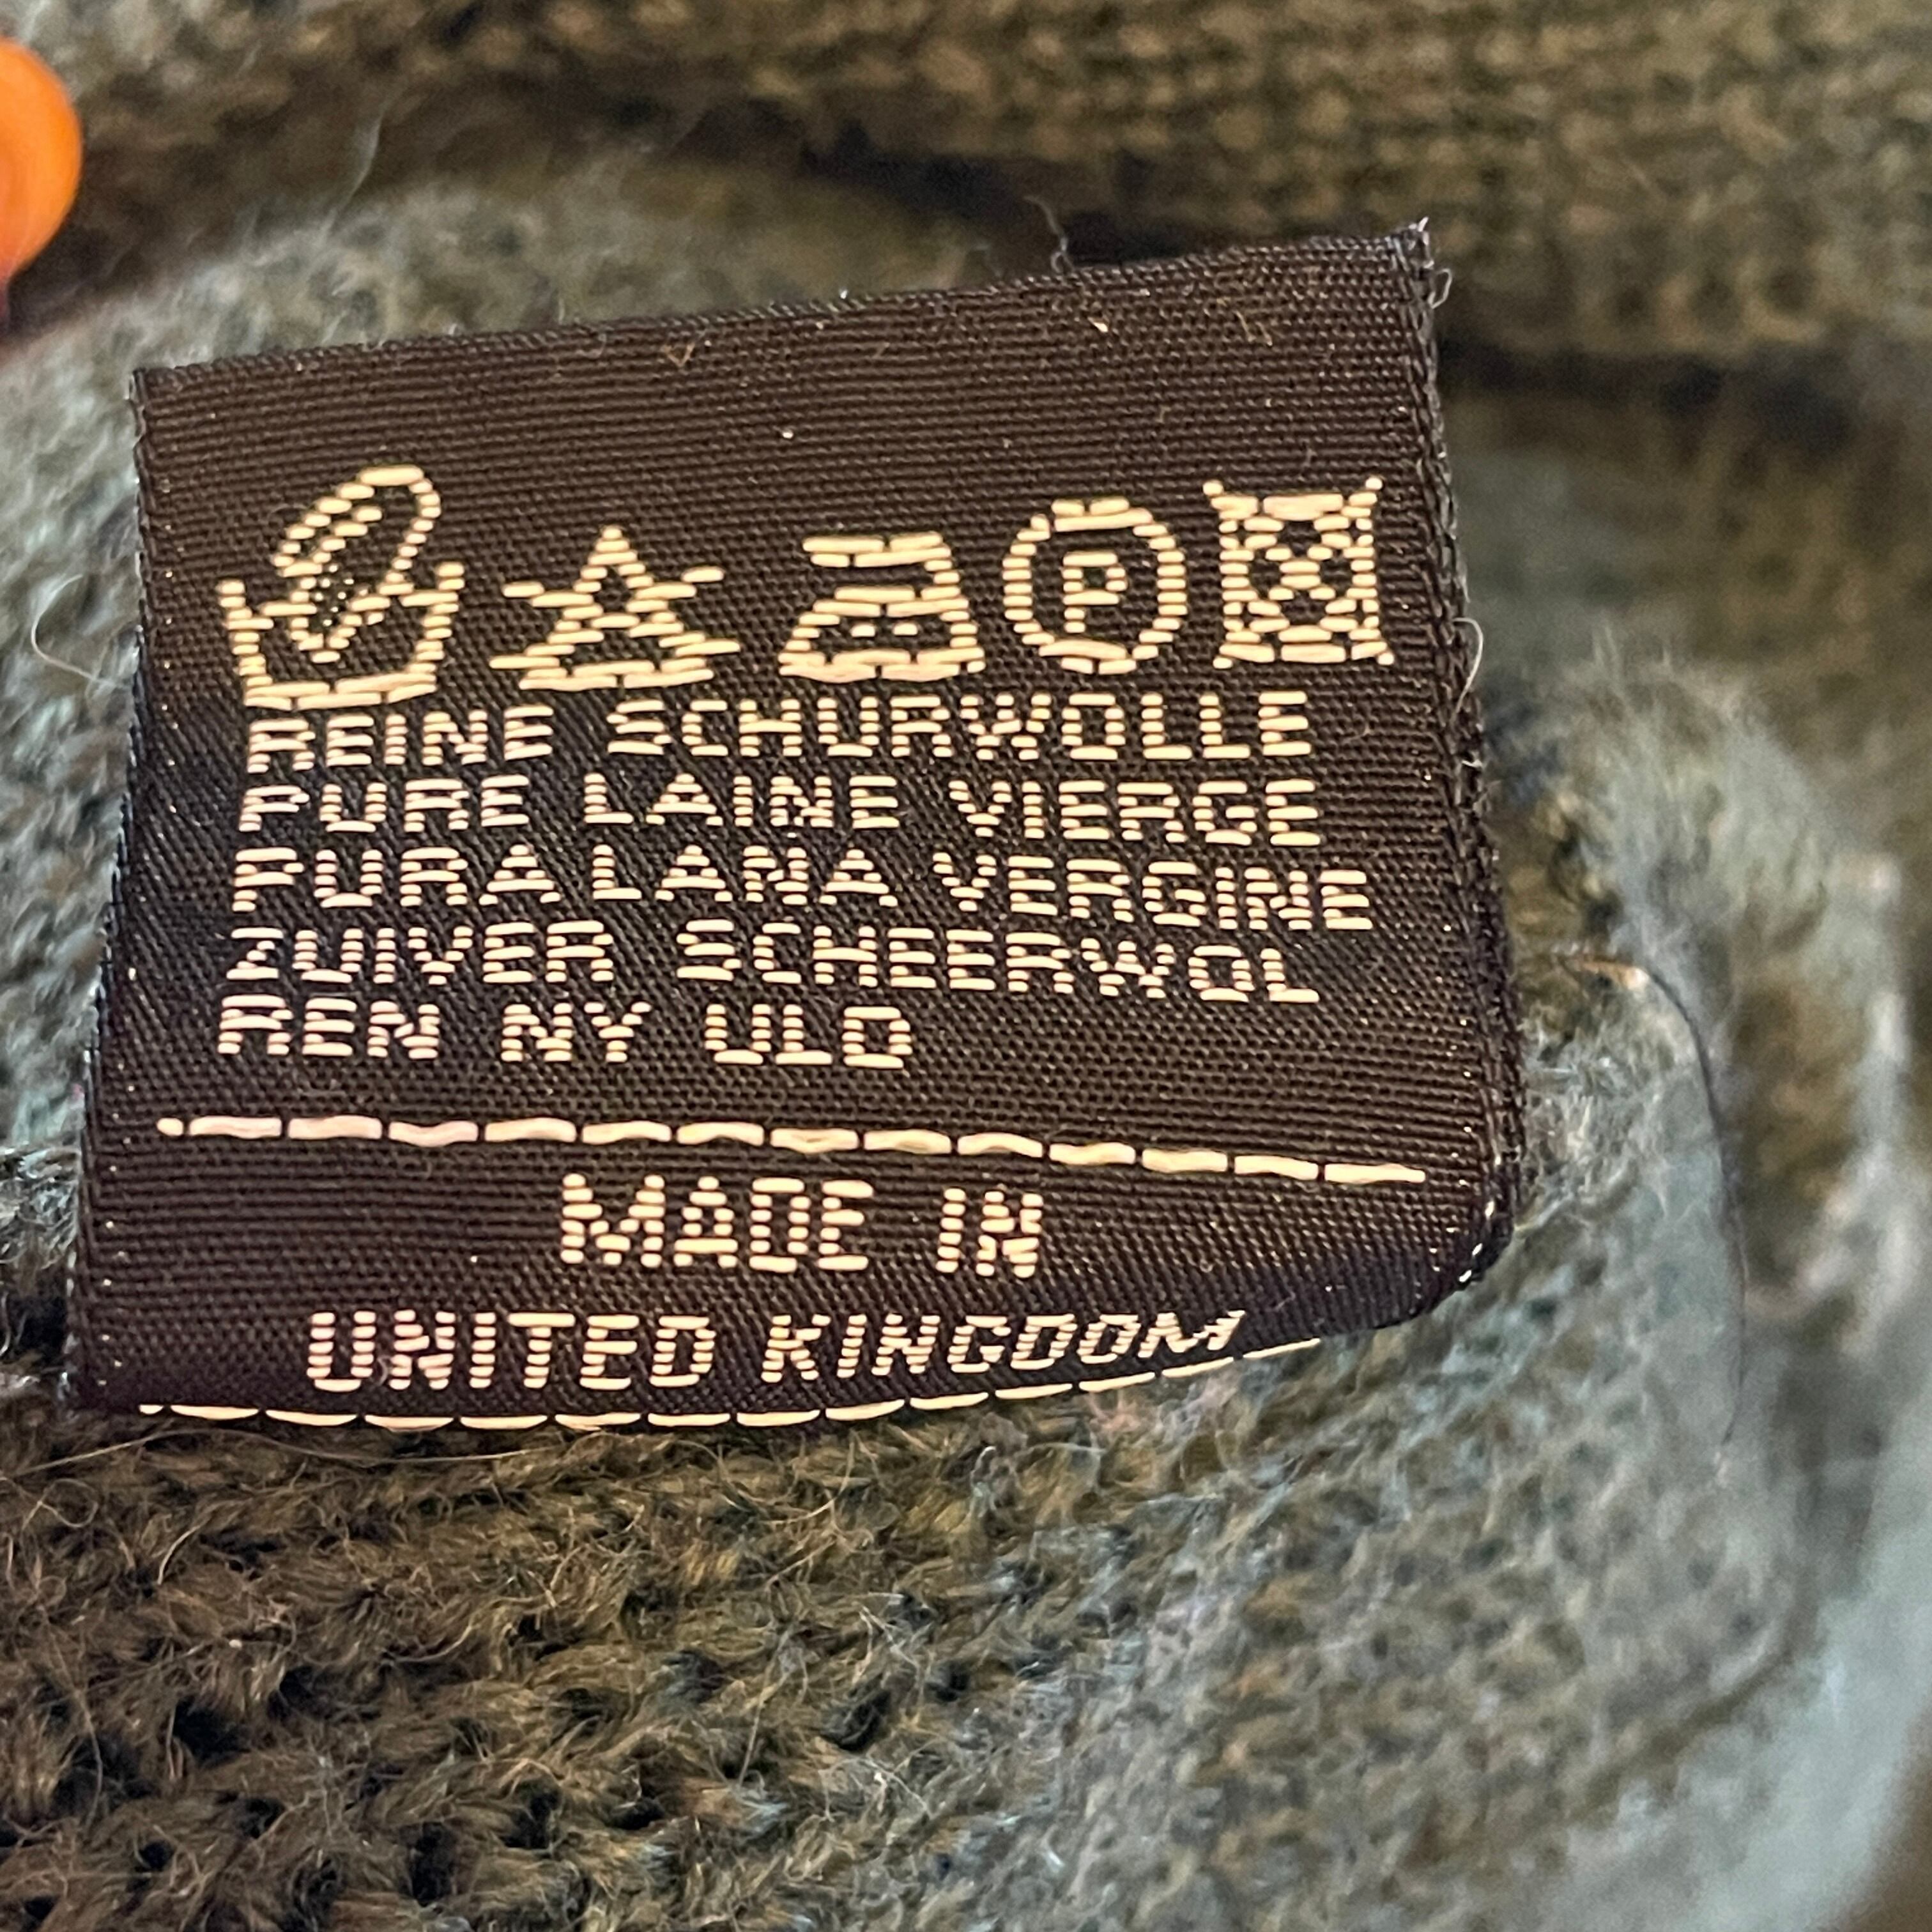 P
REINE SCHURWOLLE
PURE LAINE VIERGE
PURA LANA VERGINE
ZUIVER SCHEERWOL
REN NY ULD
MADE IN
UNITED KINGDOM